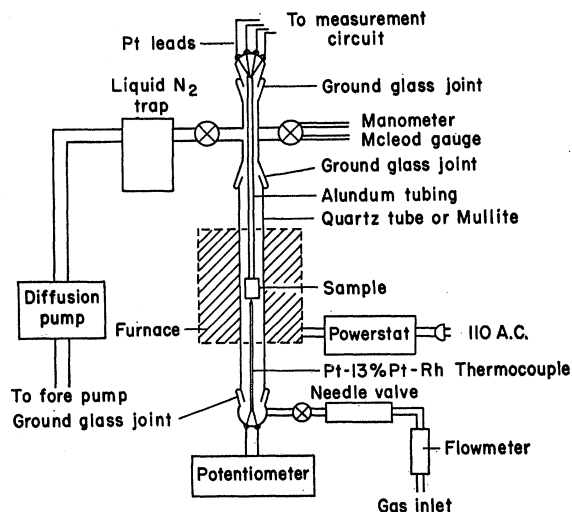 To measurement
circuit
Pt leads
Liquid N2
trap
Ground glass joint
Manometer
Mcleod gauge
Ground glass joint
Alundum tubing
Quartz tube or Mullite
Sample
Diffusion
pump
Furnace
Powerstat
110 A.C.
Pt-13%Pt-Rh Thermocouple
To fore pump
Needle valve
Ground glass joint
Flowmeter
Potentiometer
Gas inlet